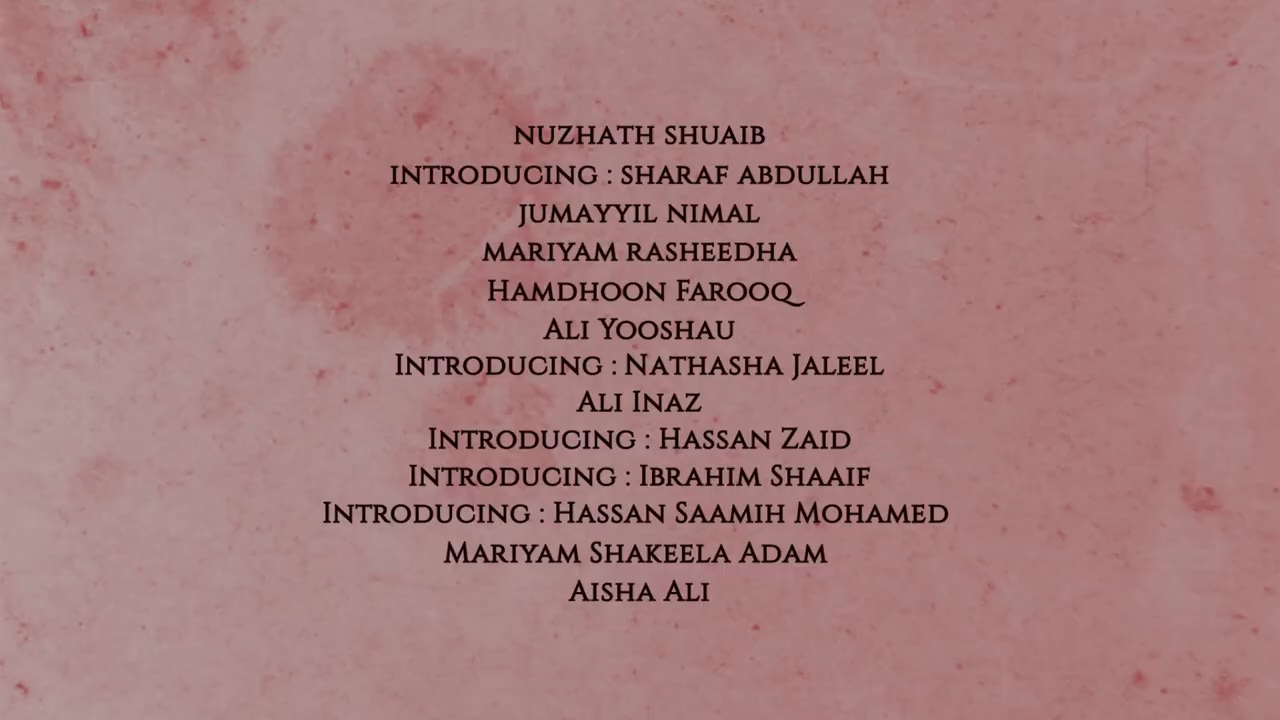 NUZHATH SHUAIB
INTRODUCING : SHARAF ABDULLAH
JUMAYYIL NIMAL
MARIYAM RASHEEDHA
HAMDHOON FAROOQ
ALI YOOSHAU
INTRODUCING : NATHASHA JALEEL
ALI INAZ
INTRODUCING : HASSAN ZAID
INTRODUCING : IBRAHIM SHAAIF
INTRODUCING : HASSAN SAAMIH MOHAMED
MARIYAM SHAKEELA ADAM
AISHA ALI